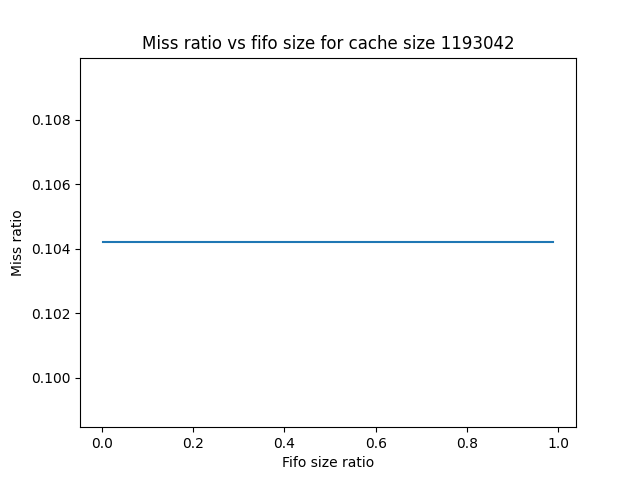 Miss ratio vs fifo size for cache size 1193042
0.108
0.106
0.104
0.102
0.100
Miss ratio
0.0 0.2 0.4 0.6 0.8 1.0
Fifo size ratio